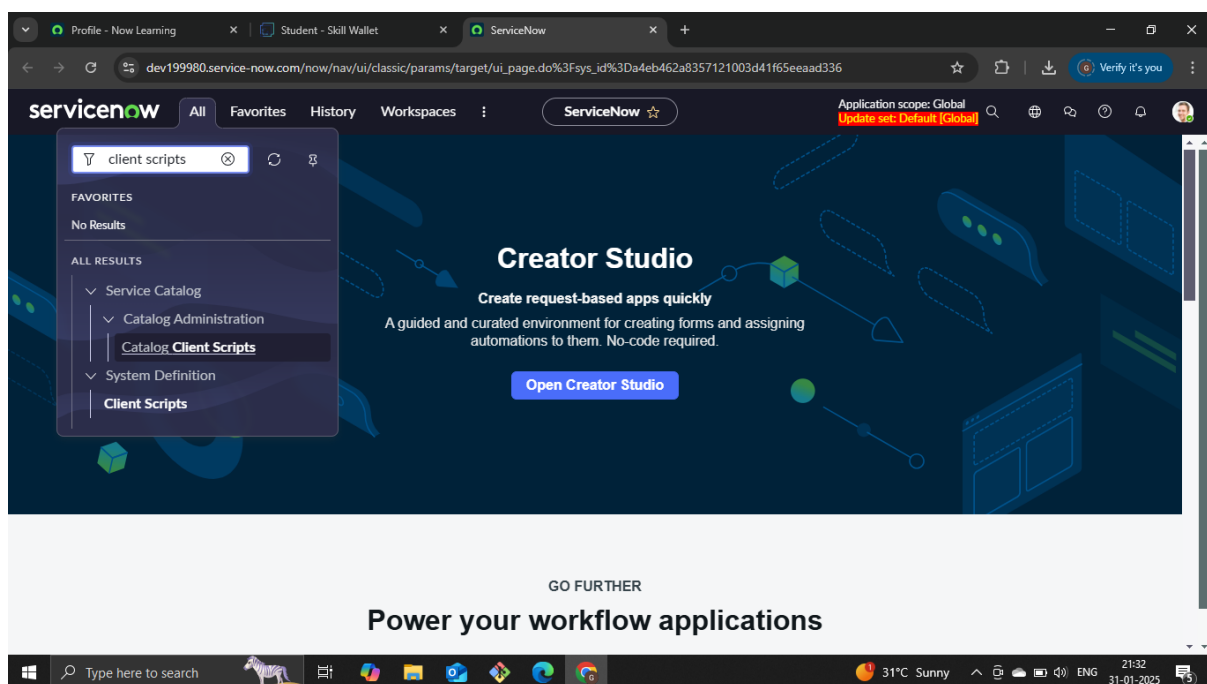 Profile - Now Learning
Student - Skill Wallet
ServiceNow
dev199980.service-now.com/now/nav/ui/classic/params/target/ui_page.do%3Fsys_id%3Da4eb462a8357121003d41f65eeaad336
G Verify it's you
servicenow All Favorites History Workspaces ServiceNow
Application scope: Global
Update set: Default [Global]
client scripts
FAVORITES
No Results
ALL RESULTS
Service Catalog
Catalog Administration
Catalog Client Scripts
System Definition
Client Scripts
Creator Studio
Create request-based apps quickly
A guided and curated environment for creating forms and assigning
automations to them. No-code required.
Open Creator Studio
GO FURTHER
Power your workflow applications
Type here to search
31°C Sunny
ENG
21:32
31-01-2025
5